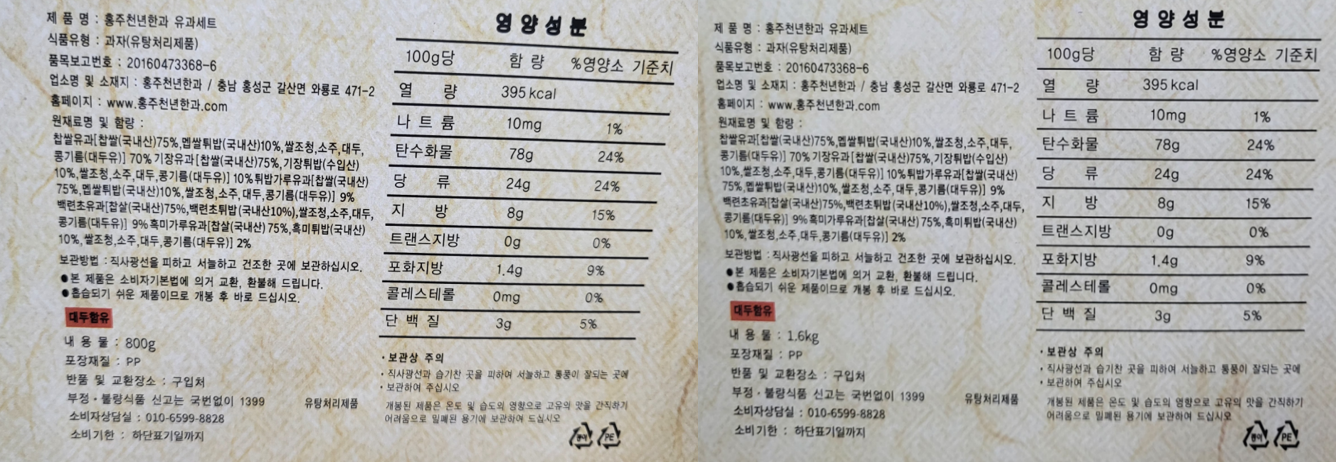 제 품 명 : 홍주천년한과 유과세트
식품유형 : 과자(유탕처리제품)
품목보고번호 : 20160473368-6
업소명 및 소재지 : 홍주천년한과 / 충남 홍성군 갈산면 와룡로 471-2
홈페이지 : www.홍주천년한과.com
원재료명 및 함량 :
찹쌀유과[찹쌀(국내산)75%,멥쌀튀밥(국내산)10%,쌀조청,소주,대두,
콩기름(대두유)] 70% 기장유과[찹쌀(국내산)75%,기장튀밥(수입산)
10%,쌀조청,소주,대두,콩기름(대두유)] 10%튀밥가루유과[찹쌀(국내산)
75%,멥쌀튀밥(국내산)10%,쌀조청,소주,대두,콩기름(대두유)] 9%
백련초유과[찹살(국내산)75%,백련초튀밥(국내산10%),쌀조청,소주,대두,
콩기름(대두유)] 9%흑미가루유과[찹살(국내산)75%,흑미튀밥(국내산)
10%,쌀조청,소주,대두,콩기름(대두유)] 2%
보관방법 : 직사광선을 피하고 서늘하고 건조한 곳에 보관하십시오.
●본 제품은 소비자기본법에 의거 교환, 환불해 드립니다.
●흡습되기 쉬운 제품이므로 개봉 후 바로 드십시오.
대두함유
내 용 물 : 800g
포장재질 : PP
반품 및 교환장소 : 구입처
부정·불량식품 신고는 국번없이 1399
유탕처리제품
소비자상담실 : 010-6599-8828
소비기한 : 하단표기일까지
영양성분
100g당 함 량 %영양소 기준치
열 량 395kcal
나 트 륨 10mg 1%
탄수화물 78g 24%
당 류 24g 24%
지 방 8g 15%
트랜스지방 0g 0%
포화지방 1.4g 9%
콜레스테롤 0mg 0%
단 백 질 3g 5%
·보관상 주의
·직사광선과 습기찬 곳을 피하여 서늘하고 통풍이 잘되는 곳에
·보관하여 주십시오
개봉된 제품은 온도 및 습도의 영향으로 고유의 맛을 간직하기
어려움으로 밀폐된 용기에 보관하여 드십시오
종이 PE
제 품 명 : 홍주천년한과 유과세트
식품유형 : 과자(유탕처리제품)
품목보고번호 : 20160473368-6
업소명 및 소재지 : 홍주천년한과 / 충남 홍성군 갈산면 와룡로 471-2
홈페이지 : www.홍주천년한과.com
원재료명 및 함량 :
찹쌀유과[찹쌀(국내산)75%,멥쌀튀밥(국내산)10%,쌀조청,소주,대두,
콩기름(대두유)] 70% 기장유과[찹쌀(국내산)75%,기장튀밥(수입산)
10%,쌀조청,소주,대두,콩기름(대두유)] 10%튀밥가루유과[찹쌀(국내산)
75%,멥쌀튀밥(국내산)10%,쌀조청,소주,대두,콩기름(대두유)] 9%
백련초유과[찹살(국내산)75%,백련초튀밥(국내산10%),쌀조청,소주,대두,
콩기름(대두유)] 9%흑미가루유과[찹살(국내산)75%,흑미튀밥(국내산)
10%,쌀조청,소주,대두,콩기름(대두유)] 2%
보관방법 : 직사광선을 피하고 서늘하고 건조한 곳에 보관하십시오.
●본 제품은 소비자기본법에 의거 교환, 환불해 드립니다.
●흡습되기 쉬운 제품이므로 개봉 후 바로 드십시오.
대두함유
내 용 물 : 1.6kg
포장재질 : PP
반품 및 교환장소 : 구입처
부정·불량식품 신고는 국번없이 1399
유탕처리제품
소비자상담실 : 010-6599-8828
소비기한 : 하단표기일까지
영양성분
100g당 함 량 %영양소 기준치
열 량 395kcal
나 트 륨 10mg 1%
탄수화물 78g 24%
당 류 24g 24%
지 방 8g 15%
트랜스지방 0g 0%
포화지방 1.4g 9%
콜레스테롤 0mg 0%
단 백 질 3g 5%
·보관상 주의
·직사광선과 습기찬 곳을 피하여 서늘하고 통풍이 잘되는 곳에
·보관하여 주십시오
개봉된 제품은 온도 및 습도의 영향으로 고유의 맛을 간직하기
어려움으로 밀폐된 용기에 보관하여 드십시오
종이 PE